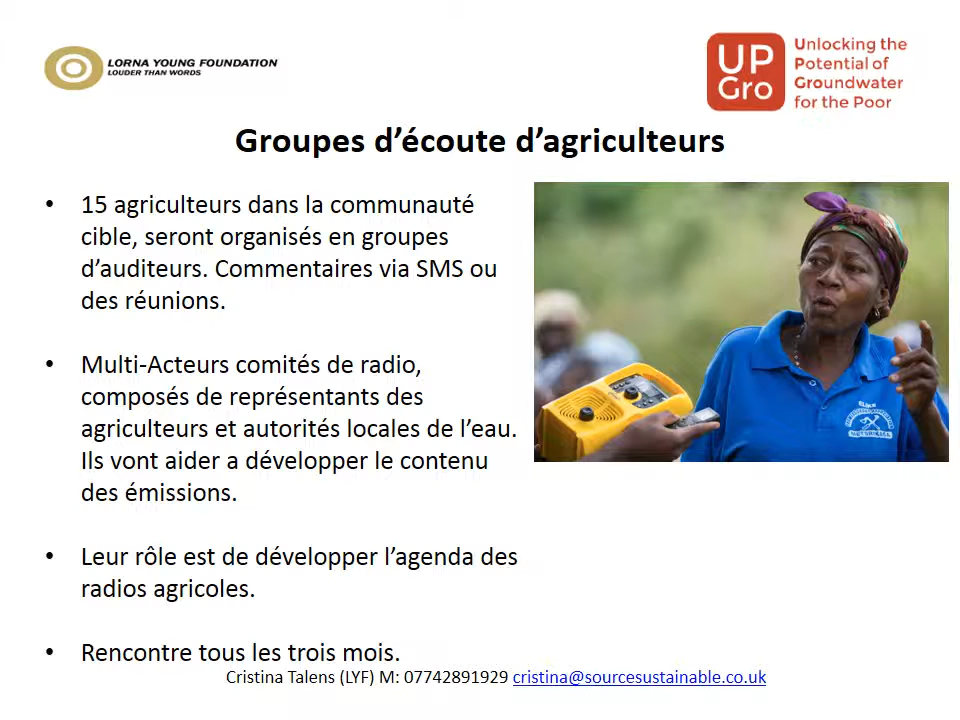 LORNA YOUNG FOUNDATION
LOUDER THAN WORDS
UP
Gro
Unlocking the
Potential of
Groundwater
for the Poor
Groupes d’écoute d’agriculteurs
• 15 agriculteurs dans la communauté
cible, seront organisés en groupes
d’auditeurs. Commentaires via SMS ou
des réunions.
• Multi-Acteurs comités de radio,
composés de représentants des
agriculteurs et autorités locales de l’eau.
Ils vont aider a développer le contenu
des émissions.
• Leur rôle est de développer l’agenda des
radios agricoles.
• Rencontre tous les trois mois.
Cristina Talens (LYF) M: 07742891929 cristina@sourcesustainable.co.uk